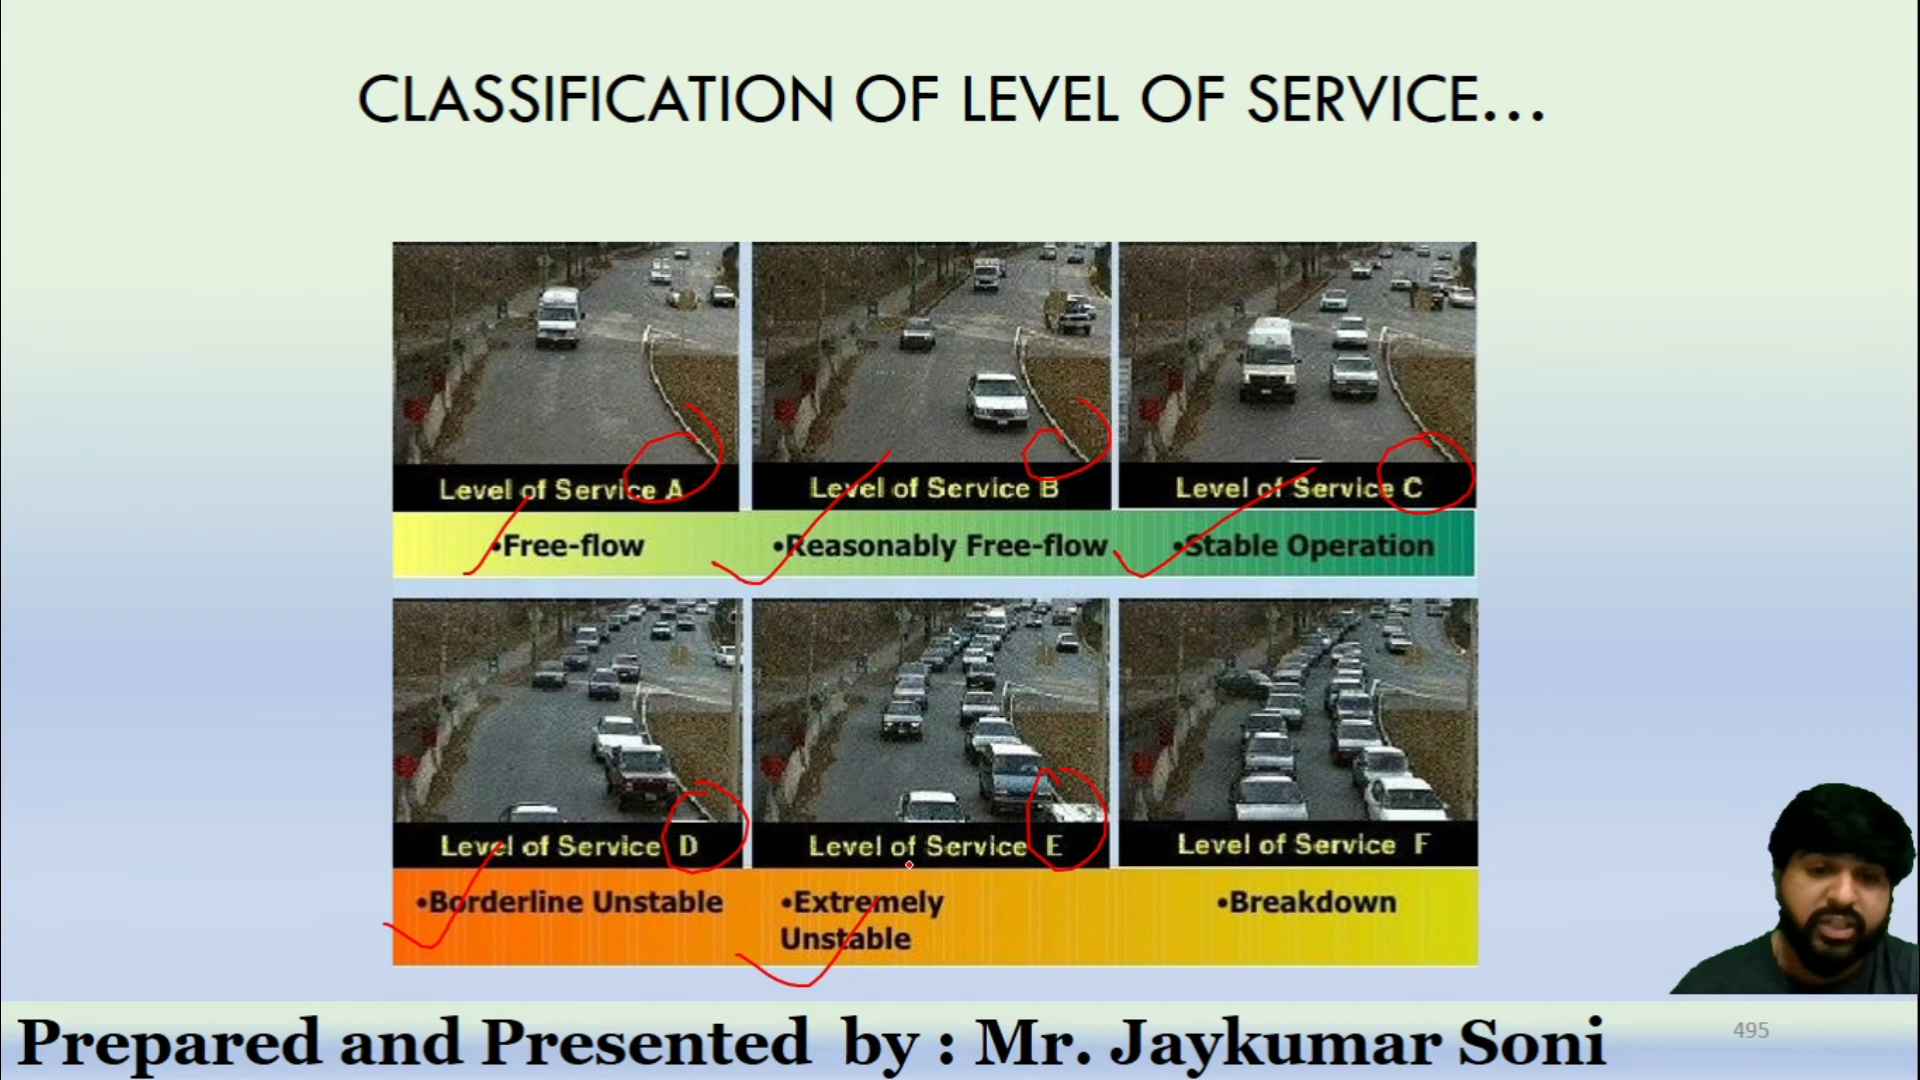 CLASSIFICATION OF LEVEL OF SERVICE...
Level of Service A
Level of Service B
Level of Service C
•Free-flow
•Reasonably Free-flow
•Stable Operation
Level of Service D
Level of Service E
Level of Service F
•Borderline Unstable
•Extremely
Unstable
•Breakdown
Prepared and Presented by : Mr. Jaykumar Soni
495